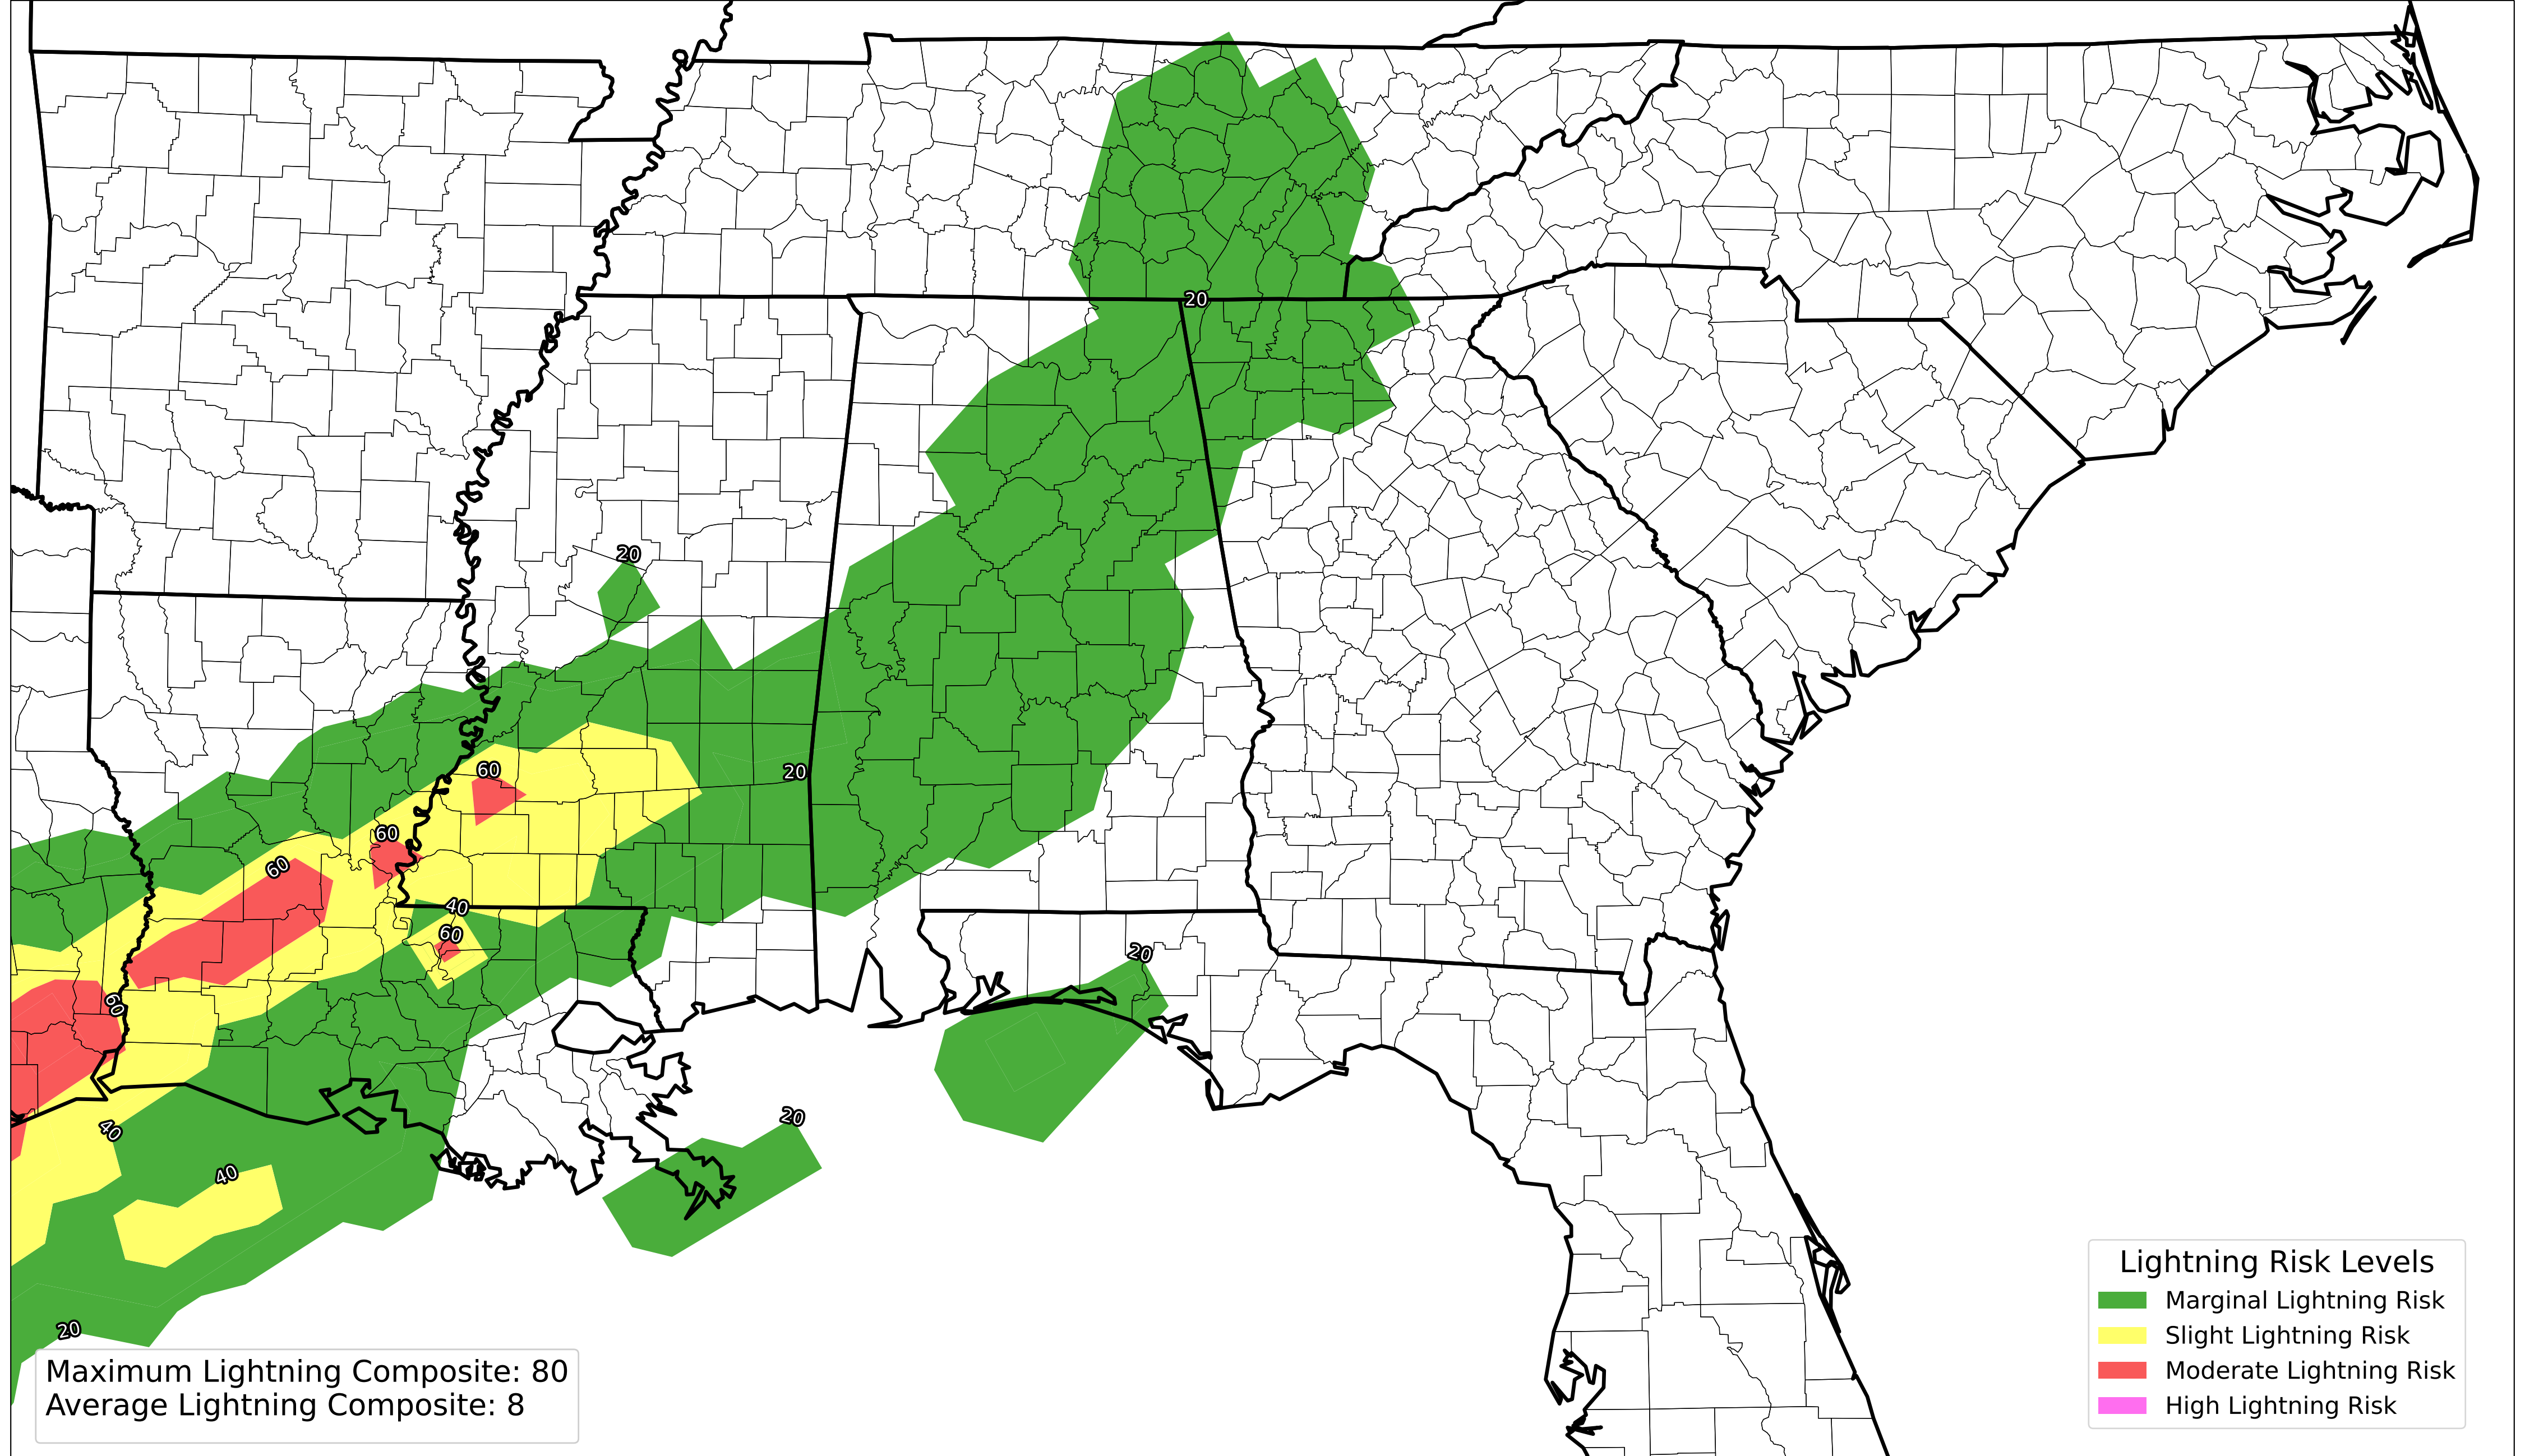 20
20
20
60
60
60
40
60
20
60
20
40
20
40
20
Maximum Lightning Composite: 80
Average Lightning Composite: 8
Lightning Risk Levels
Marginal Lightning Risk
Slight Lightning Risk
Moderate Lightning Risk
High Lightning Risk